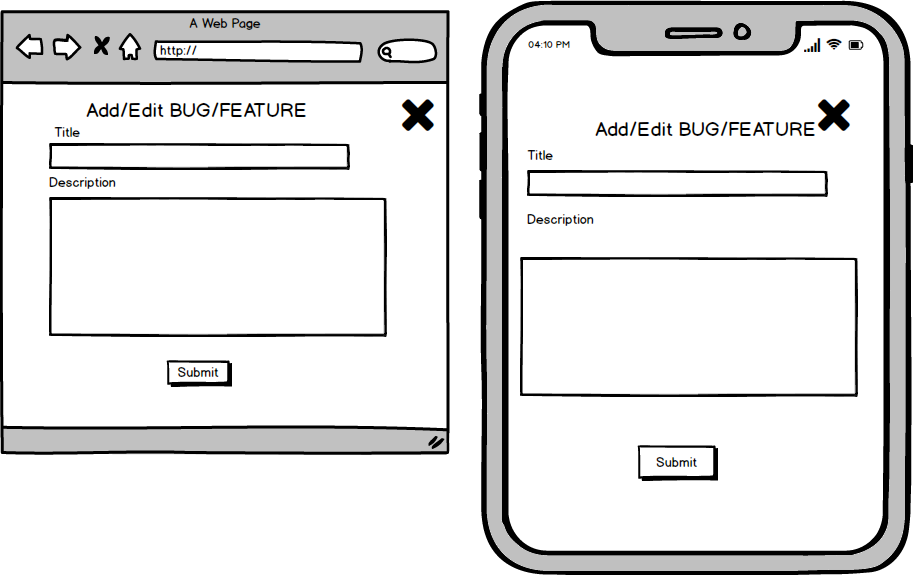 A Web Page
http://
Add/Edit BUG/FEATURE
Title
Description
Submit
04:10 PM
Add/Edit BUG/FEATURE
Title
Description
Submit